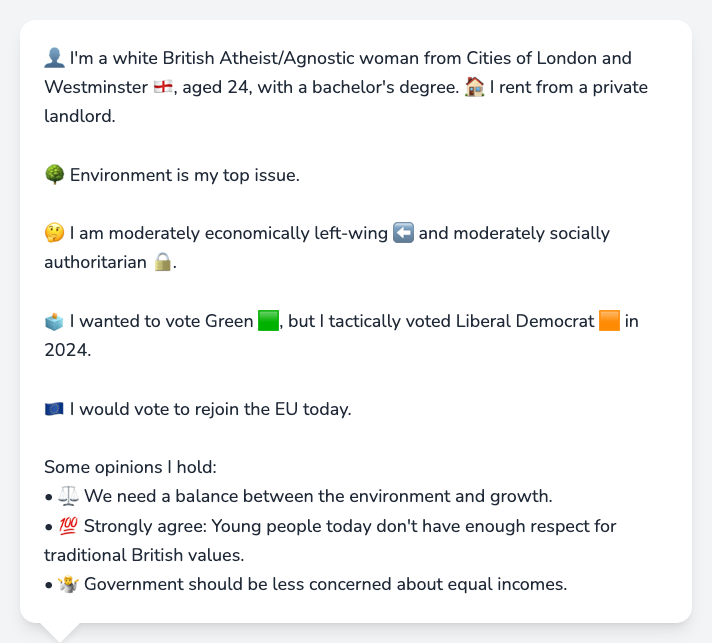 👤 I'm a white British Atheist/Agnostic woman from Cities of London and
Westminster 🏴󠁧󠁢󠁥󠁮󠁧󠁿, aged 24, with a bachelor's degree. 🏠 I rent from a private
landlord.
🌳 Environment is my top issue.
🤔 I am moderately economically left-wing ⬅️ and moderately socially
authoritarian 🔒.
🗳️ I wanted to vote Green 🟩, but I tactically voted Liberal Democrat 🟧 in
2024.
🇪🇺 I would vote to rejoin the EU today.
Some opinions I hold:
• ⚖️ We need a balance between the environment and growth.
• 💯 Strongly agree: Young people today don't have enough respect for
traditional British values.
• 🤷 Government should be less concerned about equal incomes.